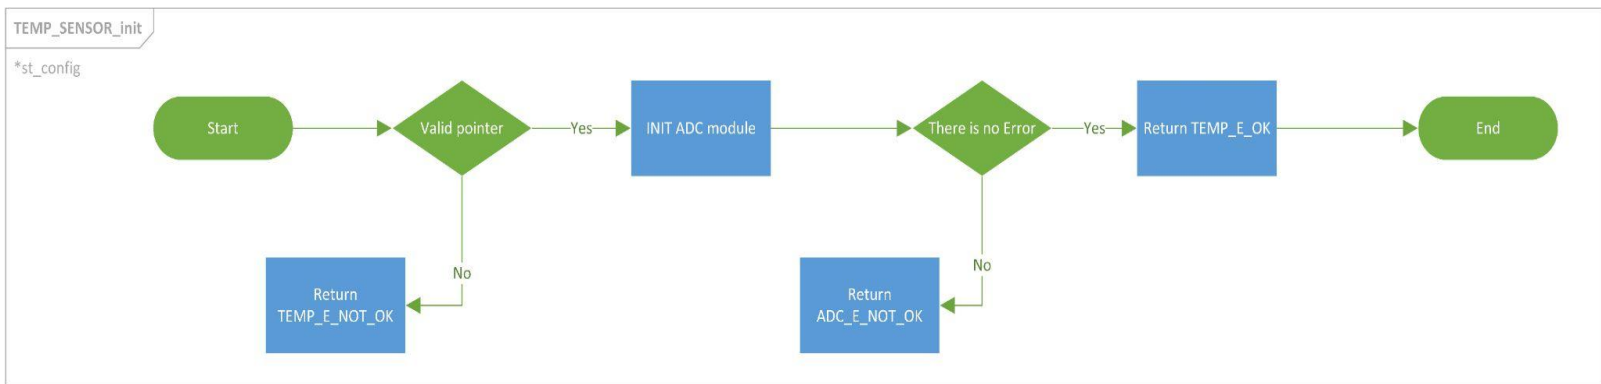 TEMP_SENSOR_init
*st_config
Start
Valid pointer
Yes
INIT ADC module
There is no Error
Yes
Return TEMP_E_OK
End
No
Return
TEMP_E_NOT_OK
No
Return
ADC_E_NOT_OK